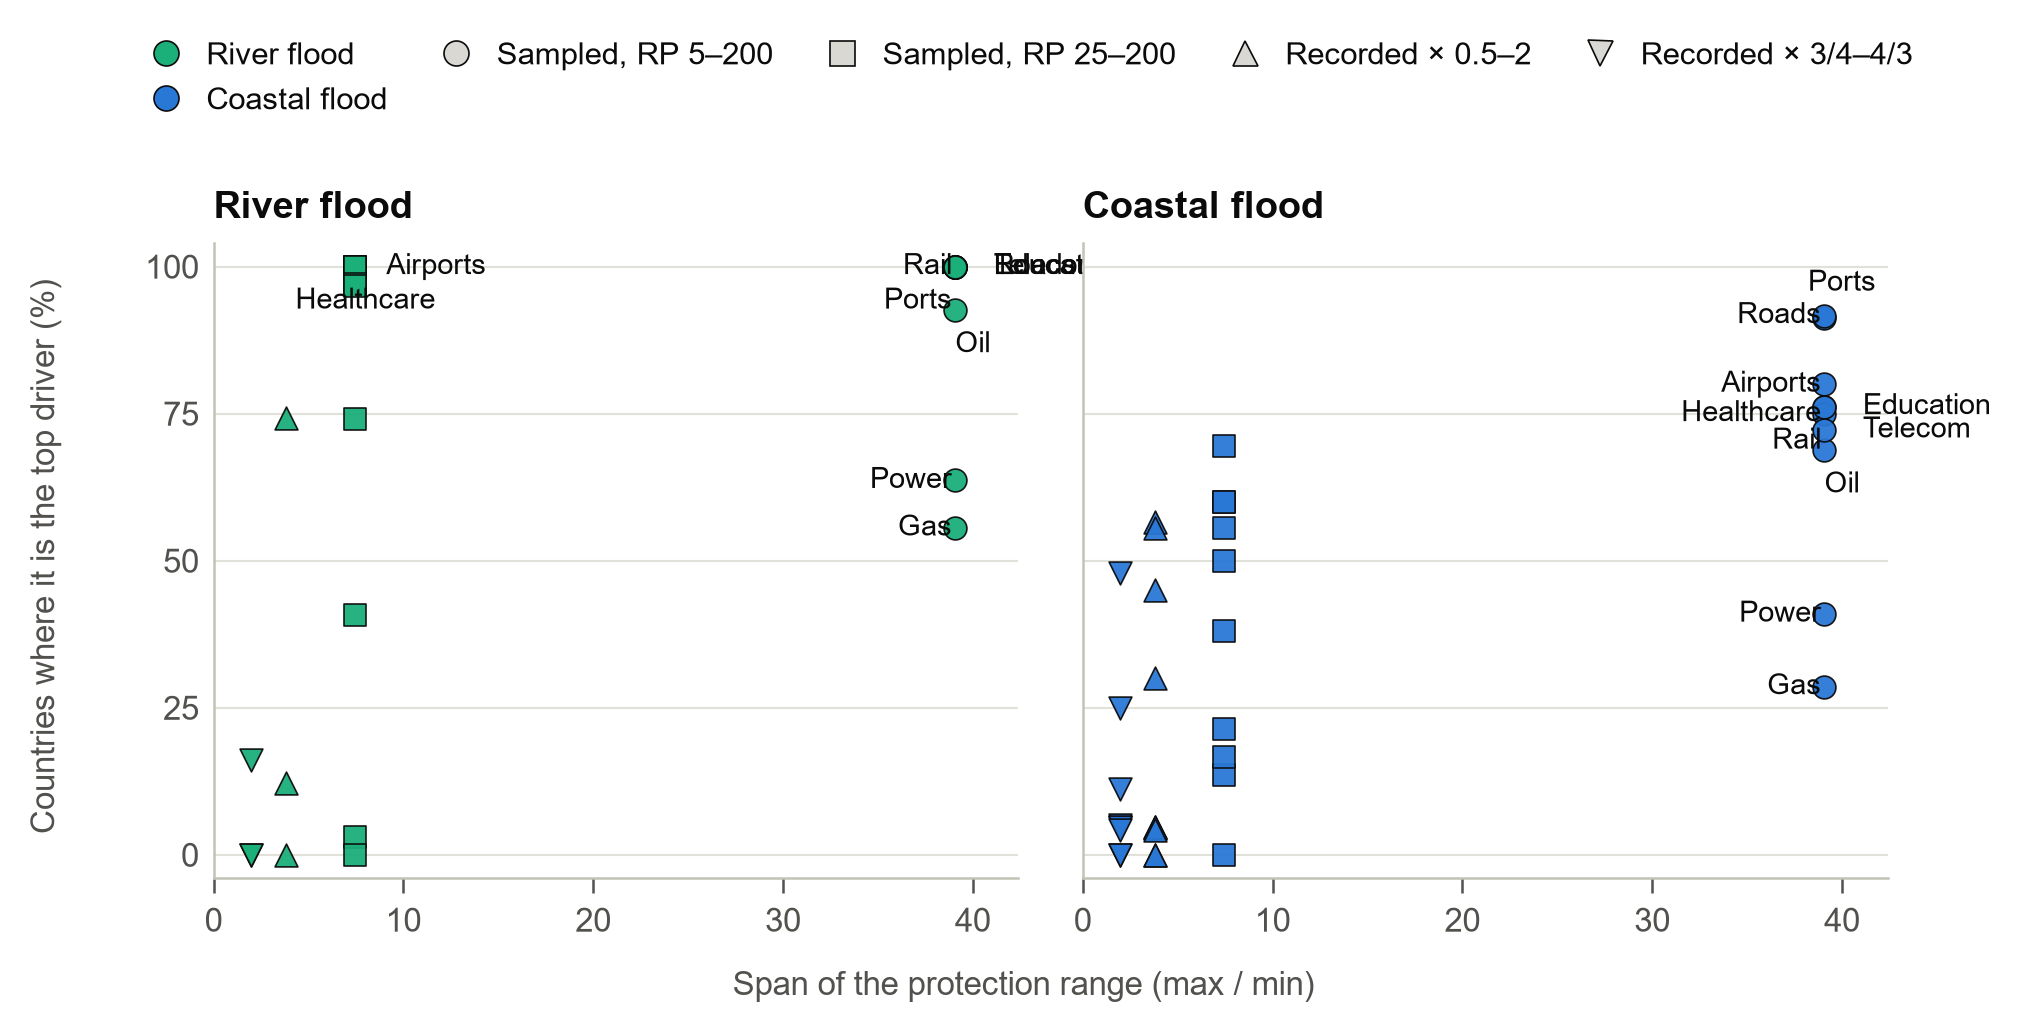 River flood
Sampled, RP 5–200
Sampled, RP 25–200
Recorded × 0.5–2
Recorded × 3/4–4/3
Coastal flood
River flood
Coastal flood
Countries where it is the top driver (%)
100
75
50
25
0
Airports
Healthcare
Rail
Ports
Oil
Power
Gas
Ports
Roads
Airports
Education
Healthcare
Telecom
Rail
Oil
Power
Gas
0 10 20 30 40
0 10 20 30 40
Span of the protection range (max / min)